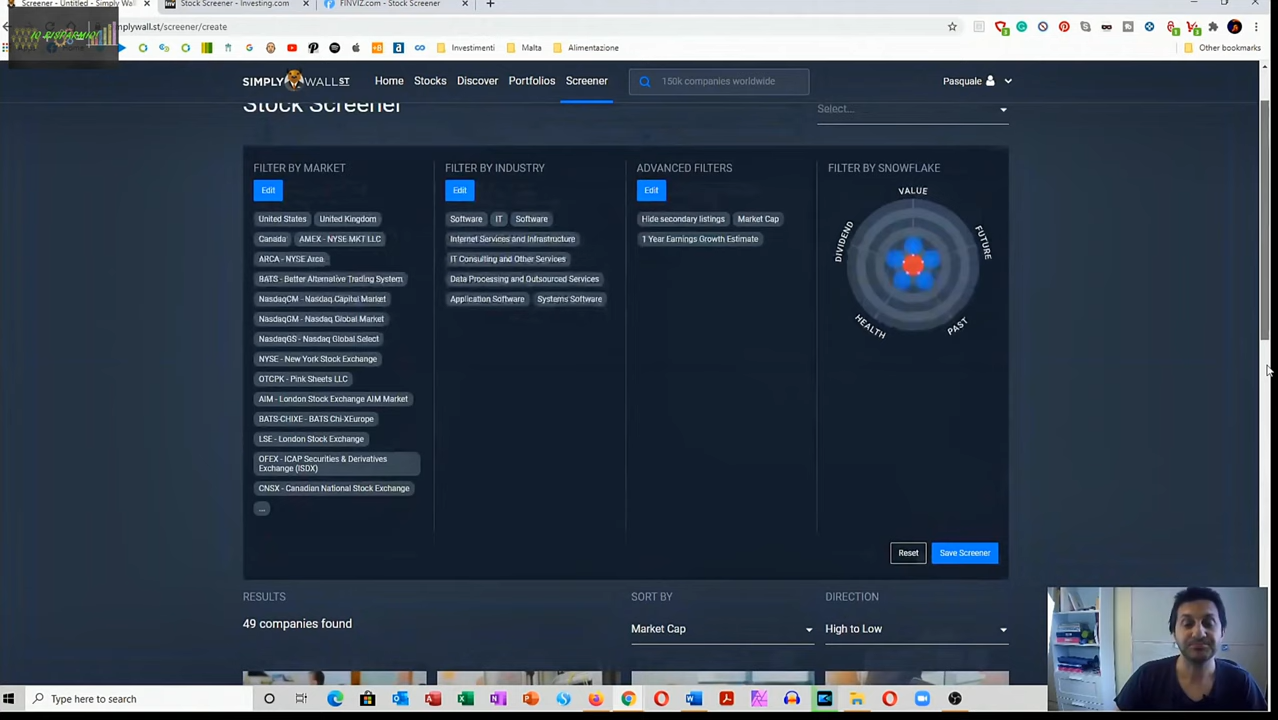 Screener - Untitled - Simply Wall
Stock Screener - Investing.com
FINVIZ.com - Stock Screener
IO RISPARMIO
mplywall.st/screener/create
Investimenti
Malta
Alimentazione
Other bookmarks
SIMPLY WALL ST
Home
Stocks
Discover
Portfolios
Screener
150k companies worldwide
Pasquale
Stock Screener
Select...
FILTER BY MARKET
Edit
United States
United Kingdom
Canada
AMEX - NYSE MKT LLC
ARCA - NYSE Arca
BATS - Better Alternative Trading System
NasdaqCM - Nasdaq Capital Market
NasdaqGM - Nasdaq Global Market
NasdaqGS - Nasdaq Global Select
NYSE - New York Stock Exchange
OTCPK - Pink Sheets LLC
AIM - London Stock Exchange AIM Market
BATS-CHIXE - BATS Chi-XEurope
LSE - London Stock Exchange
OFEX - ICAP Securities & Derivatives
Exchange (ISDX)
CNSX - Canadian National Stock Exchange
...
FILTER BY INDUSTRY
Edit
Software
IT
Software
Internet Services and Infrastructure
IT Consulting and Other Services
Data Processing and Outsourced Services
Application Software
Systems Software
ADVANCED FILTERS
Edit
Hide secondary listings
Market Cap
1 Year Earnings Growth Estimate
FILTER BY SNOWFLAKE
VALUE
FUTURE
PAST
HEALTH
DIVIDEND
Reset
Save Screener
RESULTS
49 companies found
SORT BY
Market Cap
DIRECTION
High to Low
Type here to search